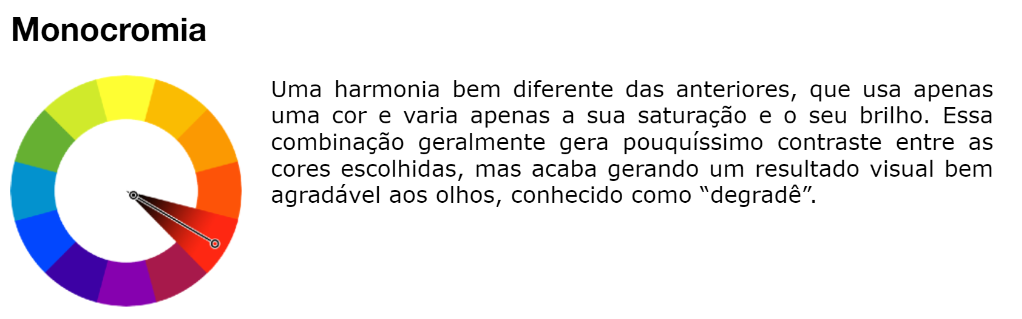 Monocromia
Uma harmonia bem diferente das anteriores, que usa apenas
uma cor e varia apenas a sua saturação e o seu brilho. Essa
combinação geralmente gera pouquíssimo contraste entre as
cores escolhidas, mas acaba gerando um resultado visual bem
agradável aos olhos, conhecido como “degradê”.